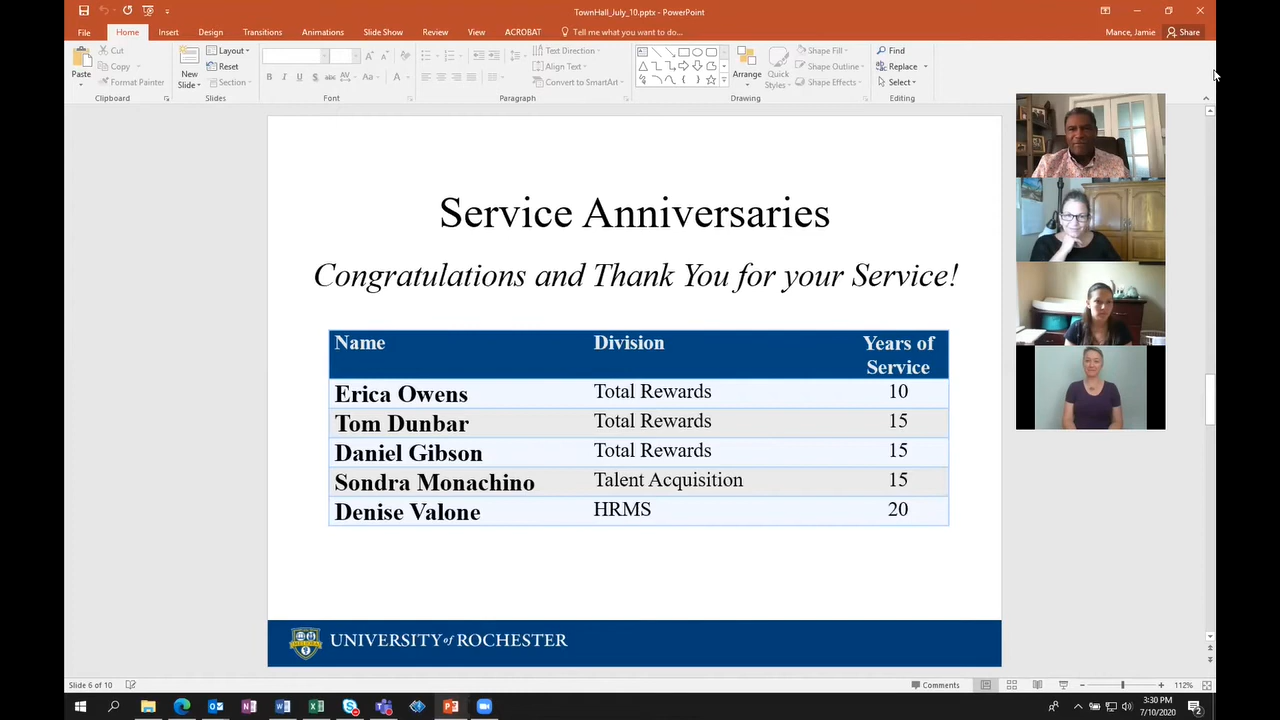 TownHall_July_10.pptx - PowerPoint
File Home Insert Design Transitions Animations Slide Show Review View ACROBAT Tell me what you want to do... Mance, Jamie Share
Paste
Cut
Copy
Format Painter
Clipboard
New
Slide
Layout
Reset
Section
Slides
B I U S abc AV Aa A
Font
Text Direction
Align Text
Convert to SmartArt
Paragraph
Arrange
Quick
Styles
Shape Fill
Shape Outline
Shape Effects
Drawing
Find
Replace
Select
Editing
Service Anniversaries
Congratulations and Thank You for your Service!
Name Division Years of
Service
Erica Owens Total Rewards 10
Tom Dunbar Total Rewards 15
Daniel Gibson Total Rewards 15
Sondra Monachino Talent Acquisition 15
Denise Valone HRMS 20
UNIVERSITY of ROCHESTER
Slide 6 of 10 Comments 112%
3:30 PM
7/10/2020
2